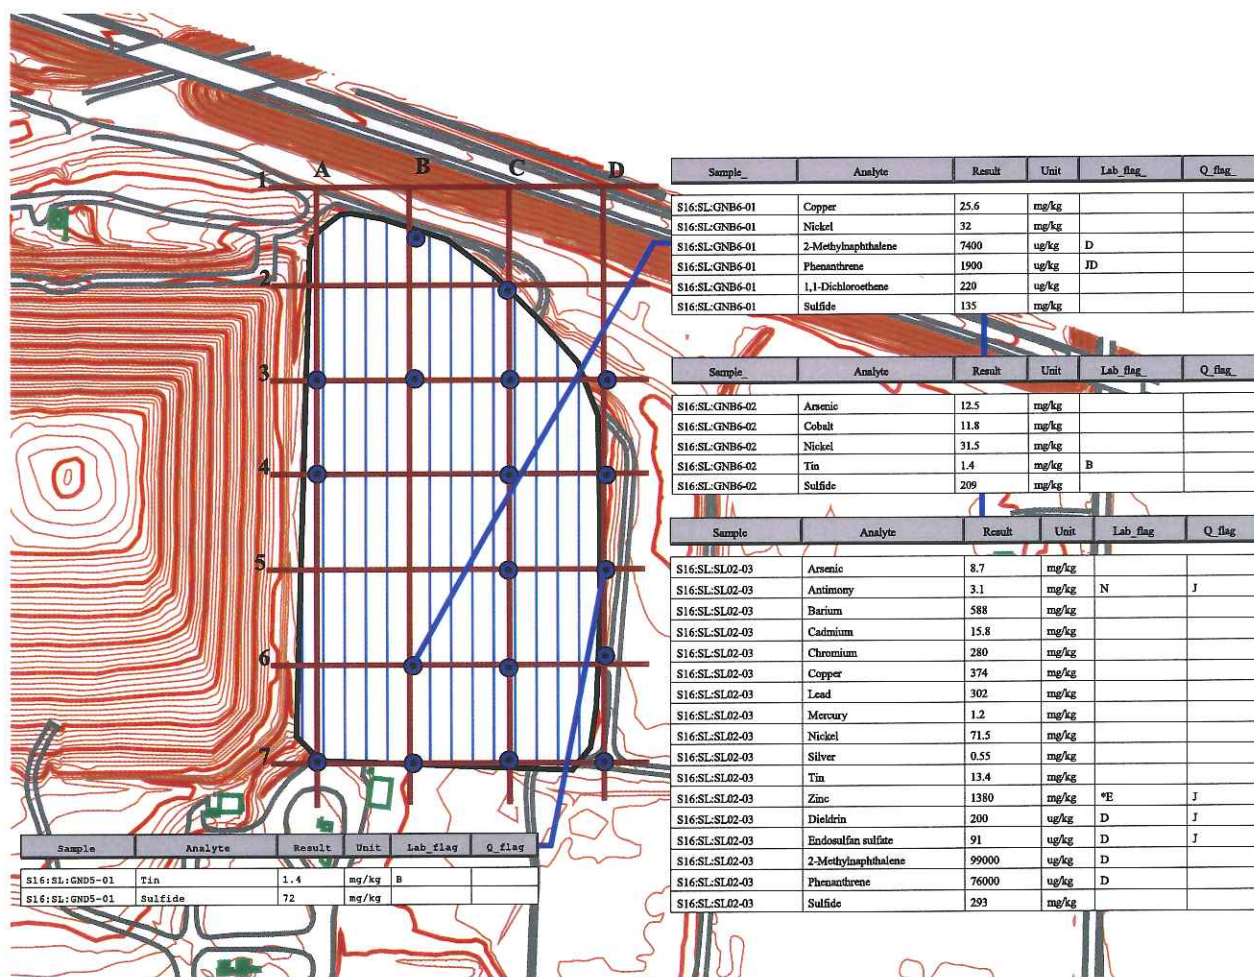 A B C D
1
2
3
4
5
6
7
Sample_ Analyte Result Unit Lab_flag_ Q_flag_
S16:SL:GNB6-01 Copper 25.6 mg/kg
S16:SL:GNB6-01 Nickel 32 mg/kg
S16:SL:GNB6-01 2-Methylnaphthalene 7400 ug/kg D
S16:SL:GNB6-01 Phenanthrene 1900 ug/kg JD
S16:SL:GNB6-01 1,1-Dichloroethene 220 ug/kg
S16:SL:GNB6-01 Sulfide 135 mg/kg
Sample_ Analyte Result Unit Lab_flag_ Q_flag_
S16:SL:GNB6-02 Arsenic 12.5 mg/kg
S16:SL:GNB6-02 Cobalt 11.8 mg/kg
S16:SL:GNB6-02 Nickel 31.5 mg/kg
S16:SL:GNB6-02 Tin 1.4 mg/kg B
S16:SL:GNB6-02 Sulfide 209 mg/kg
Sample Analyte Result Unit Lab_flag Q_flag
S16:SL:SL02-03 Arsenic 8.7 mg/kg
S16:SL:SL02-03 Antimony 3.1 mg/kg N J
S16:SL:SL02-03 Barium 588 mg/kg
S16:SL:SL02-03 Cadmium 15.8 mg/kg
S16:SL:SL02-03 Chromium 280 mg/kg
S16:SL:SL02-03 Copper 374 mg/kg
S16:SL:SL02-03 Lead 302 mg/kg
S16:SL:SL02-03 Mercury 1.2 mg/kg
S16:SL:SL02-03 Nickel 71.5 mg/kg
S16:SL:SL02-03 Silver 0.55 mg/kg
S16:SL:SL02-03 Tin 13.4 mg/kg
S16:SL:SL02-03 Zinc 1380 mg/kg *E J
S16:SL:SL02-03 Dieldrin 200 ug/kg D J
S16:SL:SL02-03 Endosulfan sulfate 91 ug/kg D J
S16:SL:SL02-03 2-Methylnaphthalene 99000 ug/kg D
S16:SL:SL02-03 Phenanthrene 76000 ug/kg D
S16:SL:SL02-03 Sulfide 293 mg/kg
Sample Analyte Result Unit Lab_flag Q_flag
S16:SL:GND5-01 Tin 1.4 mg/kg B
S16:SL:GND5-01 Sulfide 72 mg/kg